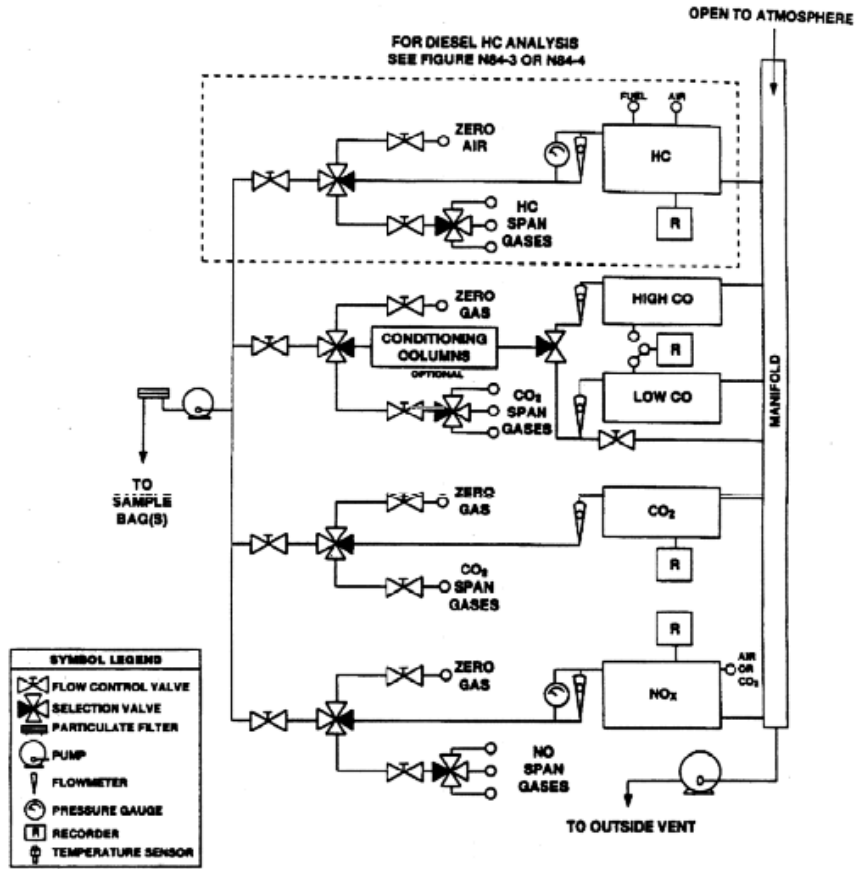 OPEN TO ATMOSPHERE
FOR DIESEL HC ANALYSIS
SEE FIGURE N84-3 OR N84-4
FUEL
AIR
ZERO
AIR
HC
R
HC
SPAN
GASES
MANIFOLD
ZERO
GAS
HIGH CO
CONDITIONING
COLUMNS
OPTIONAL
R
LOW CO
CO₂
SPAN
GASES
TO
SAMPLE
BAG(S)
ZERO
GAS
CO₂
R
CO₂
SPAN
GASES
R
ZERO
GAS
AIR
OR
CO₂
NOx
NO
SPAN
GASES
TO OUTSIDE VENT
SYMBOL LEGEND
FLOW CONTROL VALVE
SELECTION VALVE
PARTICULATE FILTER
PUMP
FLOWMETER
PRESSURE GAUGE
R RECORDER
TEMPERATURE SENSOR